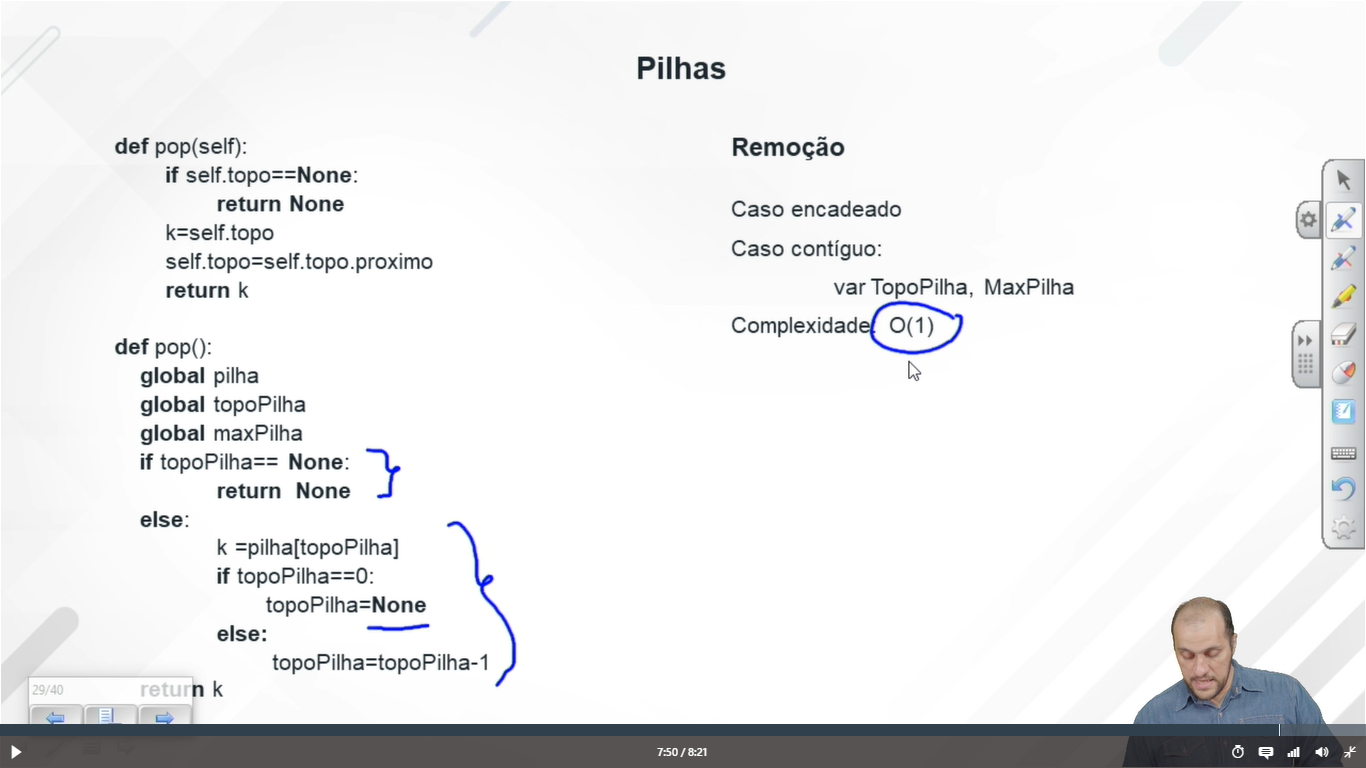 Pilhas
def pop(self):
if self.topo==None:
return None
k=self.topo
self.topo=self.topo.proximo
return k
def pop():
global pilha
global topoPilha
global maxPilha
if topoPilha== None:
return None
else:
k =pilha[topoPilha]
if topoPilha==0:
topoPilha=None
else:
topoPilha=topoPilha-1
return k
Remoção
Caso encadeado
Caso contíguo:
var TopoPilha, MaxPilha
Complexidade: O(1)
29/40
7:50 / 8:21